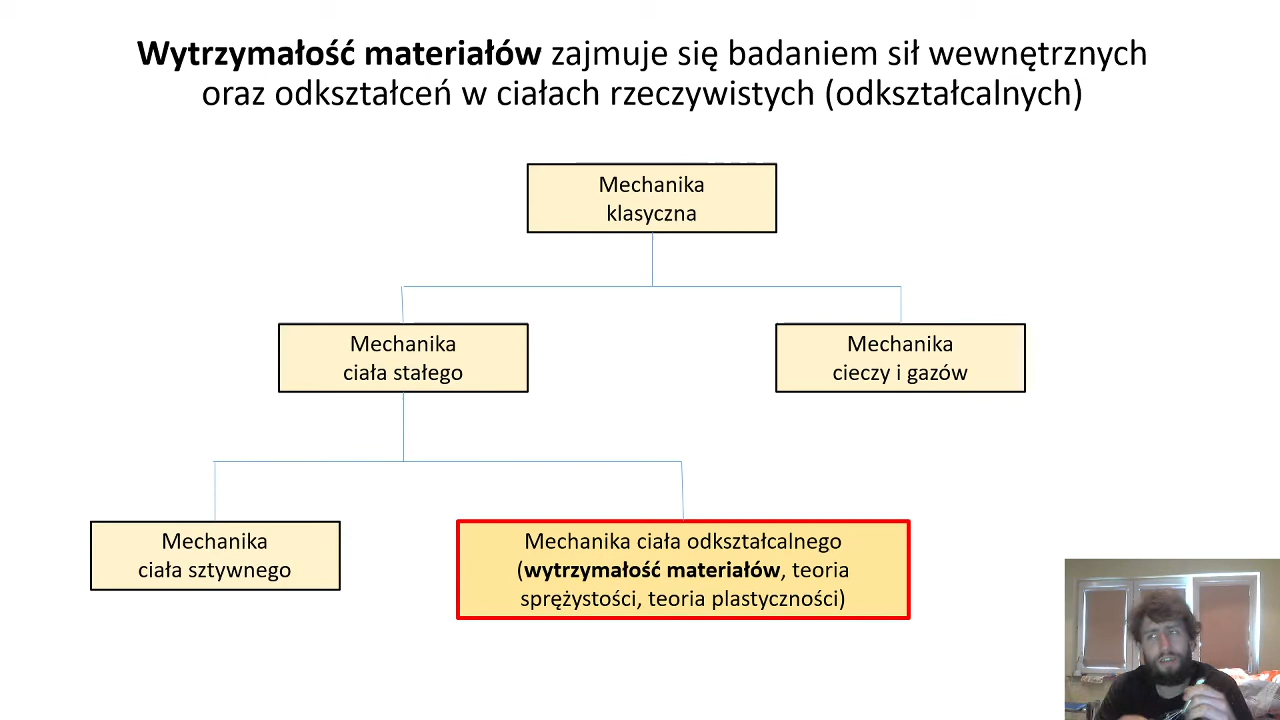 Wytrzymałość materiałów zajmuje się badaniem sił wewnętrznych
oraz odkształceń w ciałach rzeczywistych (odkształcalnych)
Mechanika
klasyczna
Mechanika
ciała stałego
Mechanika
cieczy i gazów
Mechanika
ciała sztywnego
Mechanika ciała odkształcalnego
(wytrzymałość materiałów, teoria
sprężystości, teoria plastyczności)